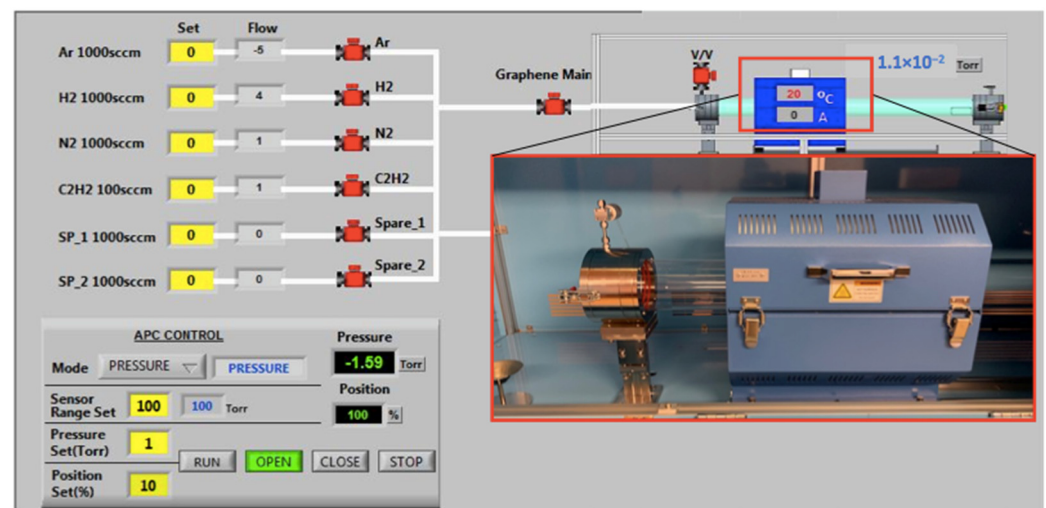 Set Flow
Ar 1000sccm 0 -5 Ar
H2 1000sccm 0 4 H2
N2 1000sccm 0 1 N2
C2H2 100sccm 0 1 C2H2
SP_1 1000sccm 0 0 Spare_1
SP_2 1000sccm 0 0 Spare_2
Graphene Main
V/V
1.1×10⁻² Torr
20 °C
0 A
APC CONTROL
Mode PRESSURE PRESSURE
Sensor
Range Set 100 100 Torr
Pressure
Set(Torr) 1
Position
Set(%) 10
Pressure
-1.59 Torr
Position
100 %
RUN OPEN CLOSE STOP